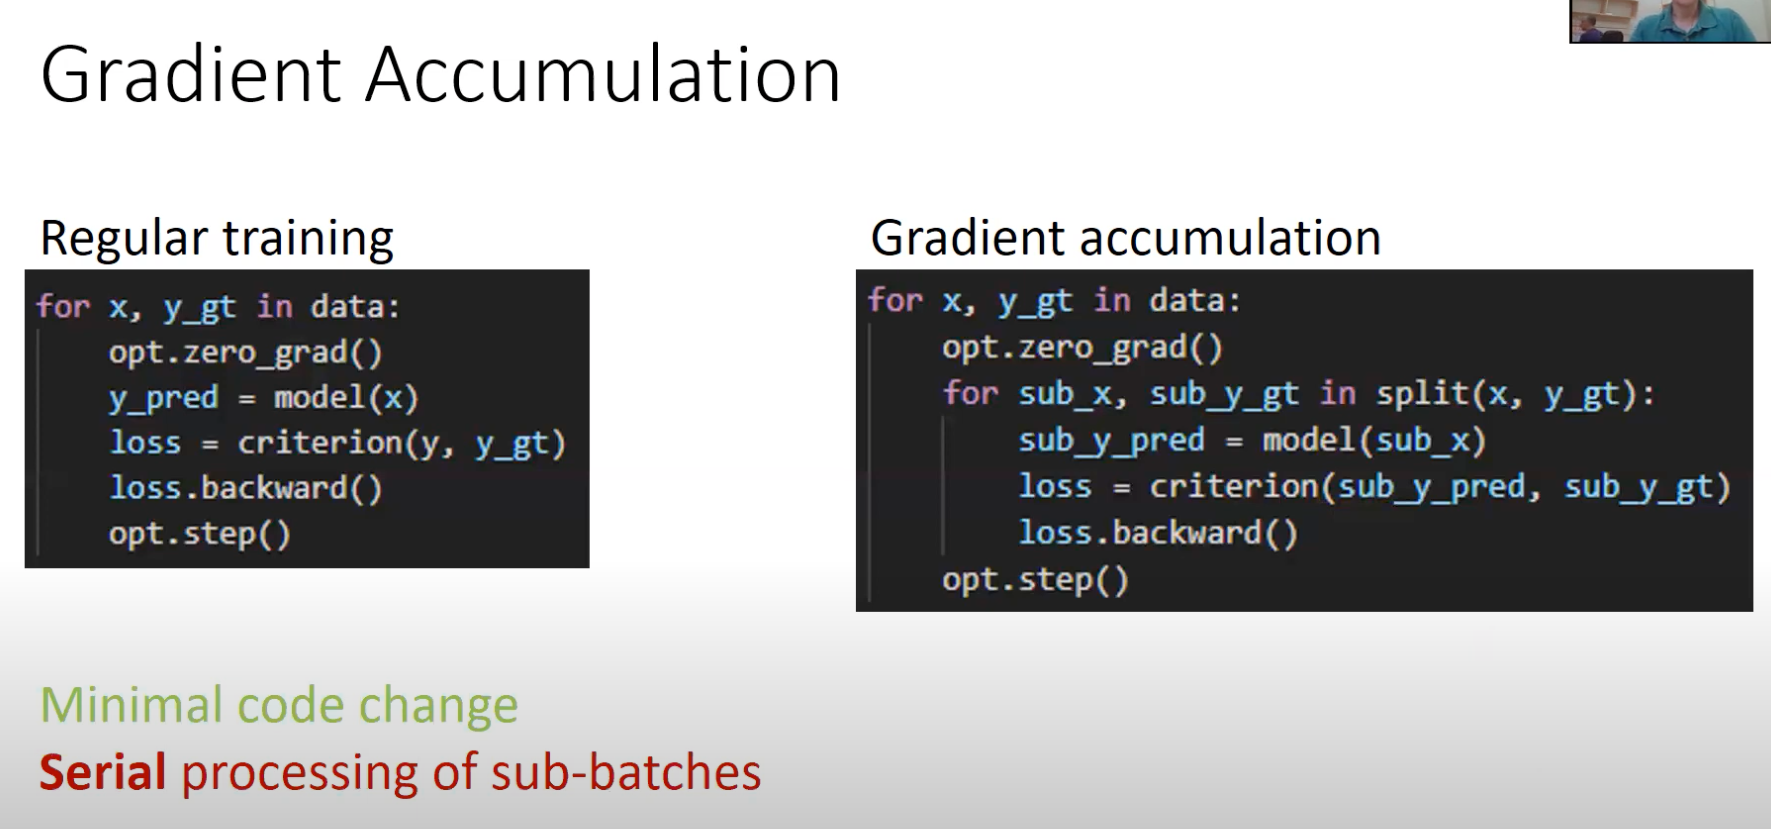 Gradient Accumulation
Regular training
for x, y_gt in data:
opt.zero_grad()
y_pred = model(x)
loss = criterion(y, y_gt)
loss.backward()
opt.step()
Gradient accumulation
for x, y_gt in data:
opt.zero_grad()
for sub_x, sub_y_gt in split(x, y_gt):
sub_y_pred = model(sub_x)
loss = criterion(sub_y_pred, sub_y_gt)
loss.backward()
opt.step()
Minimal code change
Serial processing of sub-batches